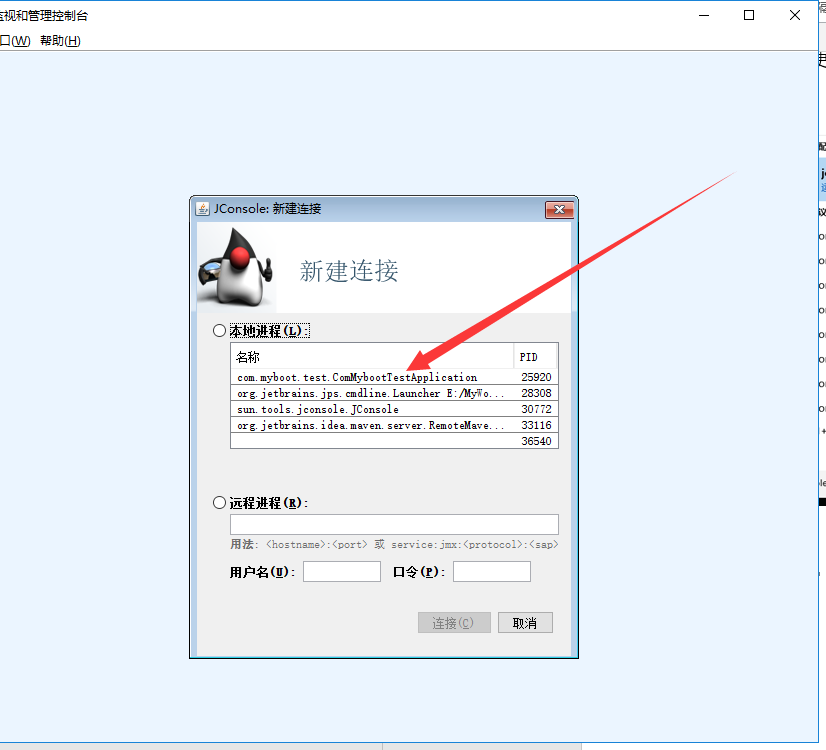 监视和管理控制台
口(W) 帮助(H)
JConsole: 新建连接
新建连接
本地进程(L):
名称 PID
com.myboot.test.ComMybootTestApplication 25920
org.jetbrains.jps.cmdline.Launcher E:/MyWo... 28308
sun.tools.jconsole.JConsole 30772
org.jetbrains.idea.maven.server.RemoteMave... 33116
36540
远程进程(R):
用法: <hostname>:<port> 或 service:jmx:<protocol>:<sap>
用户名(U): 口令(P):
连接(C) 取消